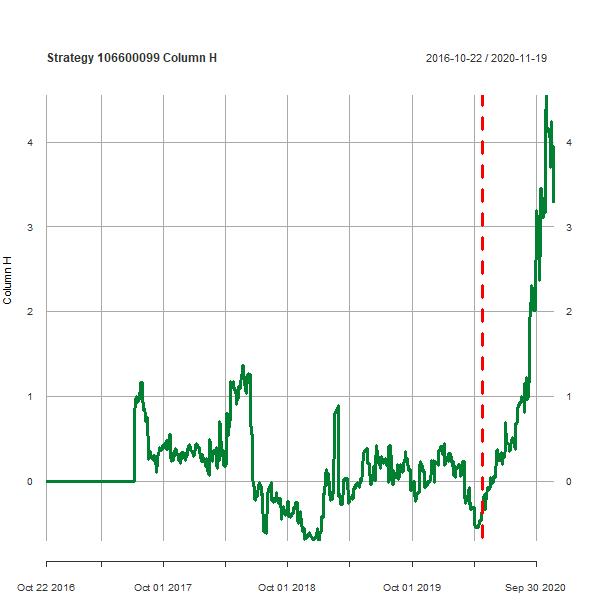 Strategy 106600099 Column H
2016-10-22 / 2020-11-19
4 4
3 3
2 2
1 1
0 0
Column H
Oct 22 2016 Oct 01 2017 Oct 01 2018 Oct 01 2019 Sep 30 2020